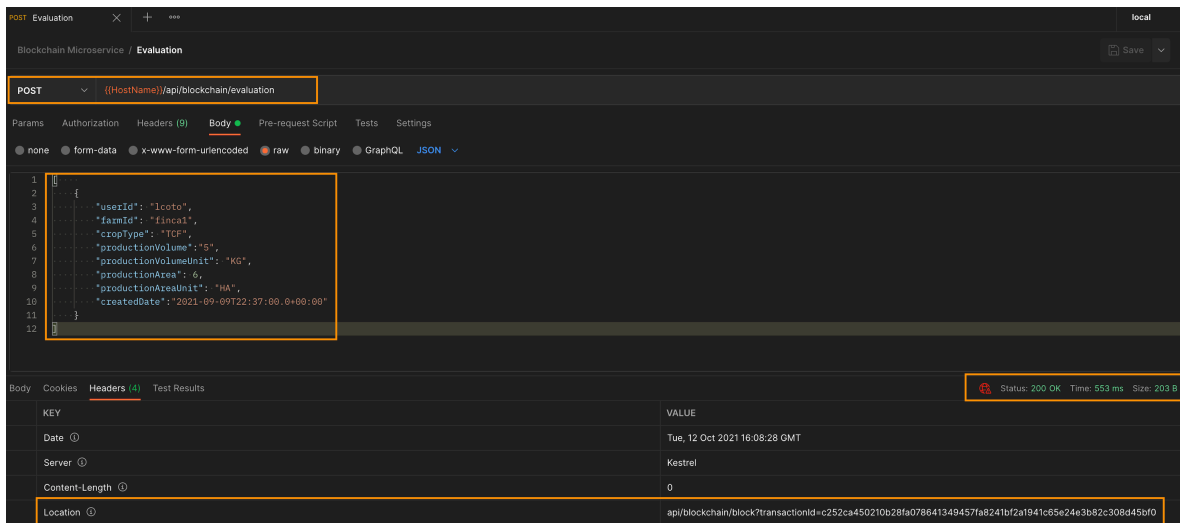 POST Evaluation
local
Blockchain Microservice / Evaluation
Save
POST {{HostName}}/api/blockchain/evaluation
Params Authorization Headers (9) Body Pre-request Script Tests Settings
none form-data x-www-form-urlencoded raw binary GraphQL JSON
1 [
2 {
3 "userId": "lcoto",
4 "farmId": "finca1",
5 "cropType": "TCF",
6 "productionVolume":"5",
7 "productionVolumeUnit": "KG",
8 "productionArea": 6,
9 "productionAreaUnit": "HA",
10 "createdDate":"2021-09-09T22:37:00.0+00:00"
11 }
12 ]
Body Cookies Headers (4) Test Results Status: 200 OK Time: 553 ms Size: 203 B
KEY VALUE
Date Tue, 12 Oct 2021 16:08:28 GMT
Server Kestrel
Content-Length 0
Location api/blockchain/block?transactionId=c252ca450210b28fa078641349457fa8241bf2a1941c65e24e3b82c308d45bf0